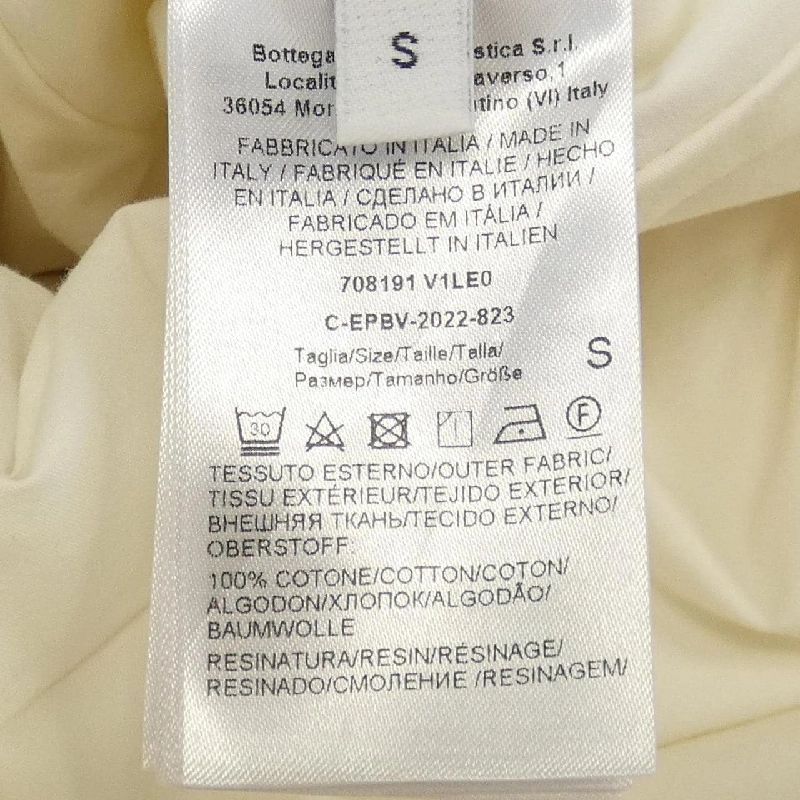 S
Bottega stica S.r.l.
Localit averso,1
36054 Mor tino (VI) Italy
FABBRICATO IN ITALIA / MADE IN
ITALY / FABRIQUÉ EN ITALIE / HECHO
EN ITALIA / СДЕЛАНО В ИТАЛИИ /
FABRICADO EM ITÁLIA /
HERGESTELLT IN ITALIEN
708191 V1LE0
C-EPBV-2022-823
Taglia/Size/Taille/Talla/
Размер/Tamanho/Größe
S
30
F
TESSUTO ESTERNO/OUTER FABRIC/
TISSU EXTÉRIEUR/TEJIDO EXTERIOR/
ВНЕШНЯЯ ТКАНЬ/TECIDO EXTERNO/
OBERSTOFF:
100% COTONE/COTTON/COTON/
ALGODON/ХЛОПОК/ALGODÃO/
BAUMWOLLE
RESINATURA/RESIN/RÉSINAGE/
RESINADO/СМОЛЕНИЕ /RESINAGEM/